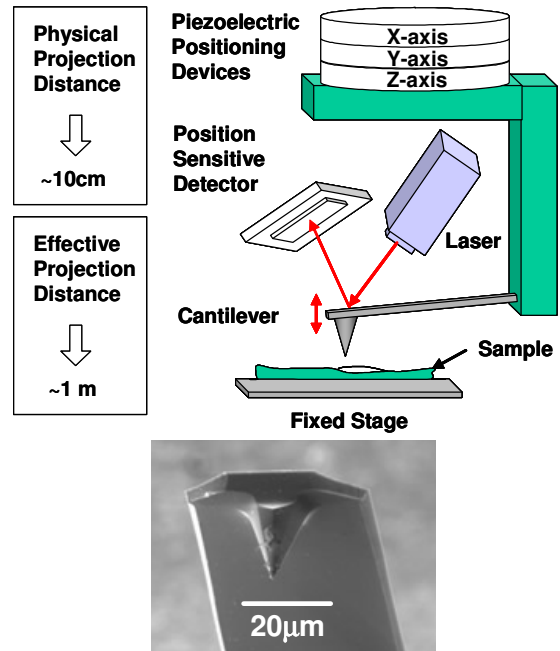 Physical
Projection
Distance
~10cm
Effective
Projection
Distance
~1 m
Piezoelectric
Positioning
Devices
X-axis
Y-axis
Z-axis
Position
Sensitive
Detector
Laser
Cantilever
Sample
Fixed Stage
20μm